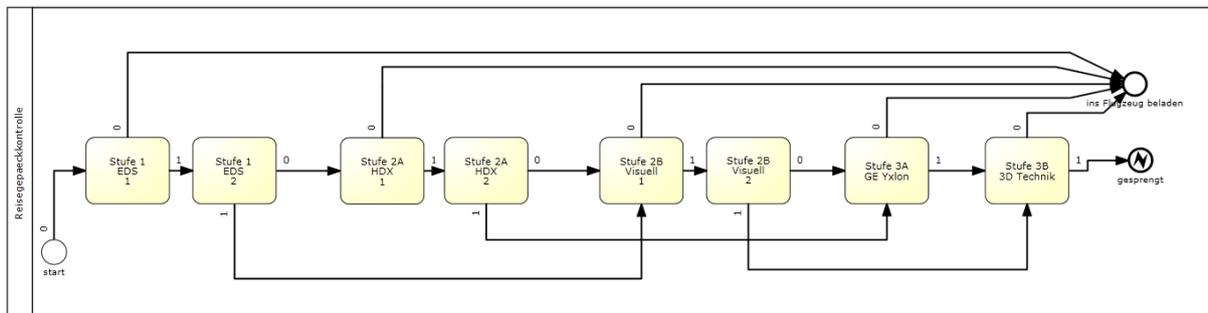 Reisegepaeckkontrolle
0
start
0
Stufe 1
EDS
1
1
Stufe 1
EDS
2
0
1
0
Stufe 2A
HDX
1
1
Stufe 2A
HDX
2
0
1
0
Stufe 2B
Visuell
1
1
Stufe 2B
Visuell
2
0
1
0
Stufe 3A
GE Yxlon
1
0
Stufe 3B
3D Technik
1
ins Flugzeug beladen
gesprengt